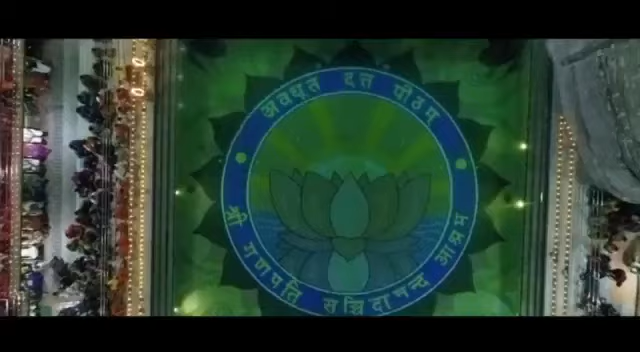 अवधूत दत्त पीठम्
श्री गणपति सच्चिदानन्द आश्रम